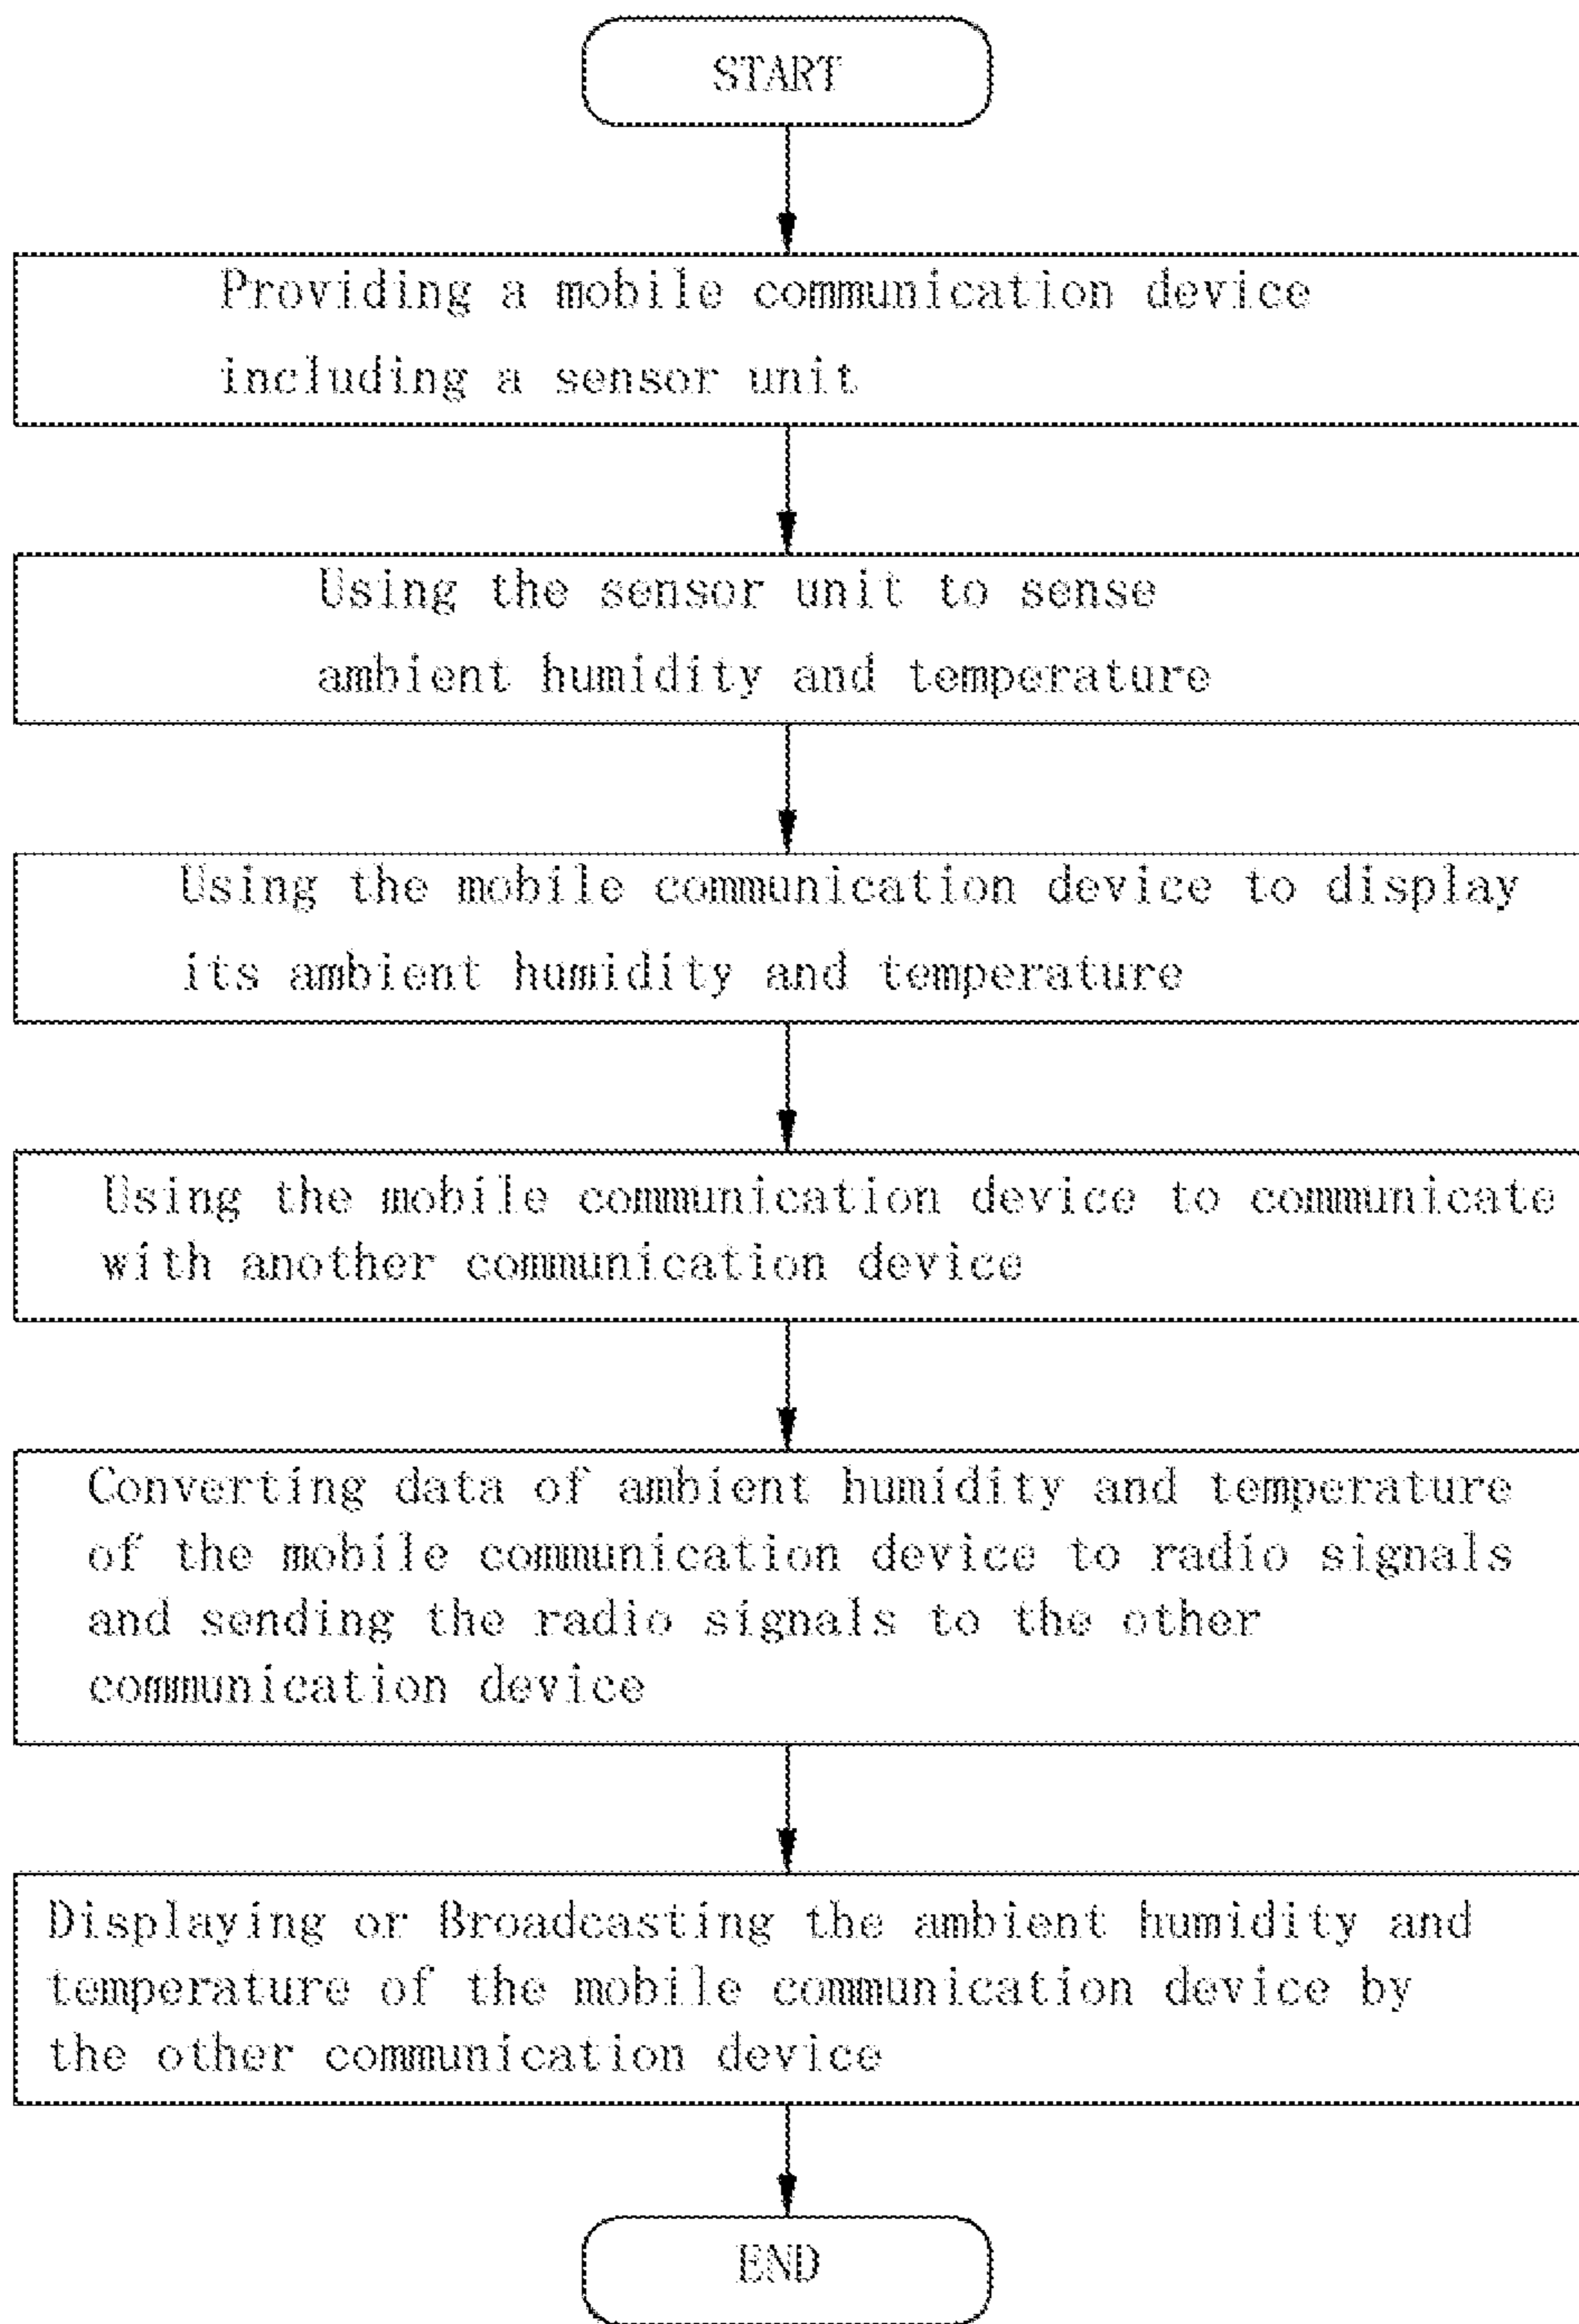 START
Providing a mobile communication device
including a sensor unit
Using the sensor unit to sense
ambient humidity and temperature
Using the mobile communication device to display
its ambient humidity and temperature
Using the mobile communication device to communicate
with another communication device
Converting data of ambient humidity and temperature
of the mobile communication device to radio signals
and sending the radio signals to the other
communication device
Displaying or Broadcasting the ambient humidity and
temperature of the mobile communication device by
the other communication device
END